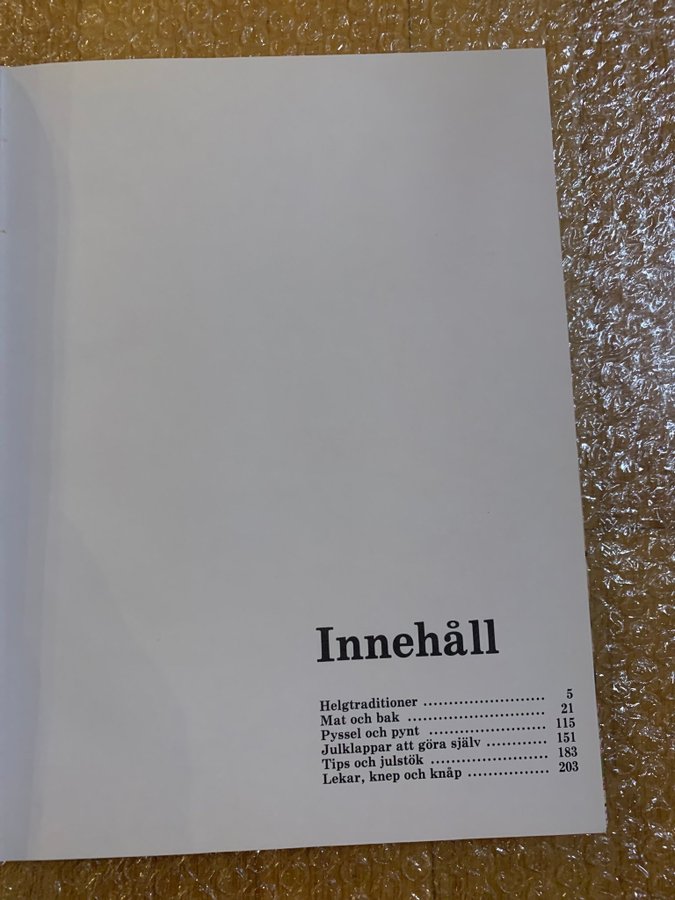 Innehåll
Helgtraditioner ........................ 5
Mat och bak ........................... 21
Pyssel och pynt ....................... 115
Julklappar att göra själv ............ 151
Tips och julstök ....................... 183
Lekar, knep och knåp ................ 203